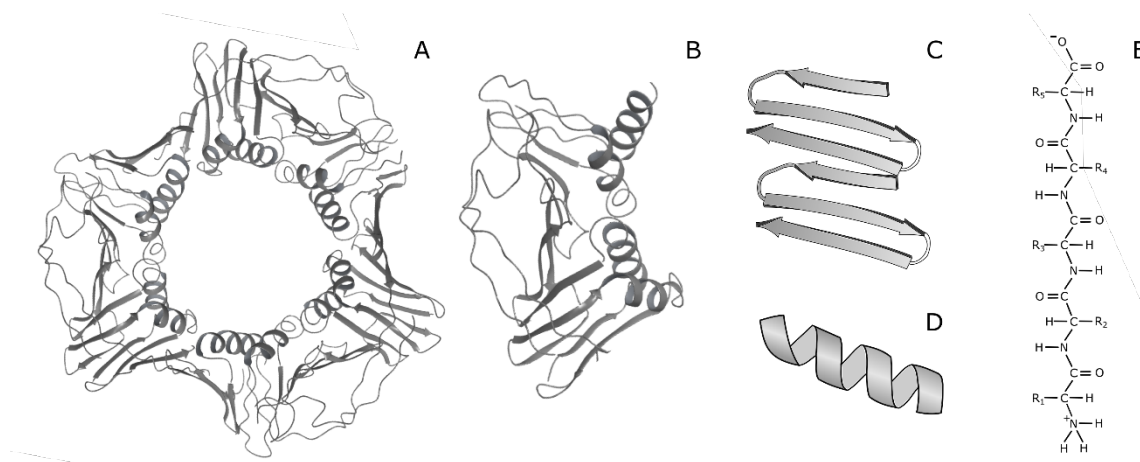 A
B
C
D
E
⁻O
C=O
R₅–C–H
N–H
O=C
H–C–R₄
H–N
C=O
R₃–C–H
N–H
O=C
H–C–R₂
H–N
C=O
R₁–C–H
⁺N–H
H H